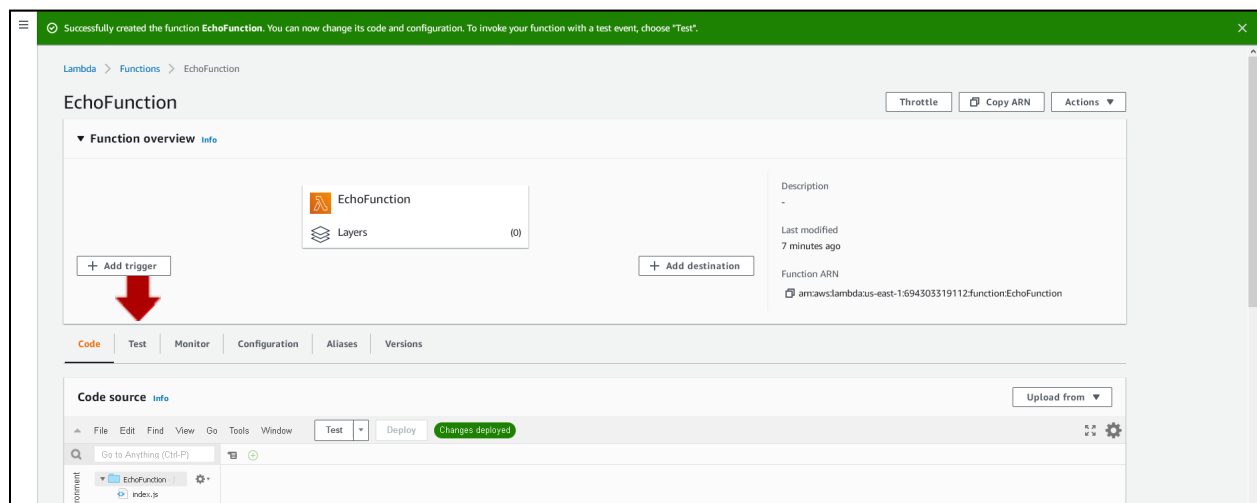 Successfully created the function EchoFunction. You can now change its code and configuration. To invoke your function with a test event, choose "Test".
Lambda > Functions > EchoFunction
EchoFunction
Throttle
Copy ARN
Actions
Function overview Info
EchoFunction
Layers (0)
+ Add trigger
+ Add destination
Description
-
Last modified
7 minutes ago
Function ARN
arn:aws:lambda:us-east-1:694303319112:function:EchoFunction
Code Test Monitor Configuration Aliases Versions
Code source Info
Upload from
File Edit Find View Go Tools Window Test Deploy Changes deployed
Go to Anything (Ctrl-P)
EchoFunction
index.js